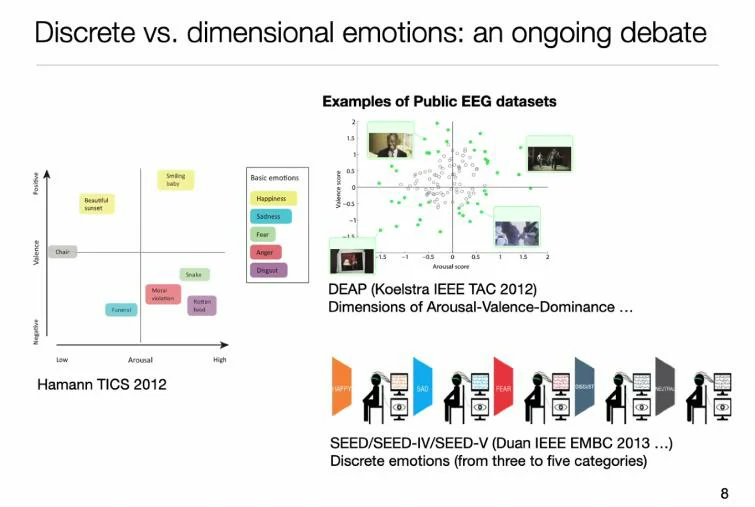 Discrete vs. dimensional emotions: an ongoing debate
Examples of Public EEG datasets
Positive
Valence
Negative
Smiling
baby
Beautiful
sunset
Chair
Snake
Moral
violation
Rotten
food
Funeral
Low
Arousal
High
Basic emotions
Happiness
Sadness
Fear
Anger
Disgust
Hamann TICS 2012
Valence score
2
1.5
1
0.5
0
−0.5
−1
−1.5
−1.5
−1
−0.5
0
0.5
1
1.5
2
Arousal score
DEAP (Koelstra IEEE TAC 2012)
Dimensions of Arousal-Valence-Dominance ...
HAPPY
SAD
FEAR
DISGUST
NEUTRAL
SEED/SEED-IV/SEED-V (Duan IEEE EMBC 2013 ...)
Discrete emotions (from three to five categories)
8